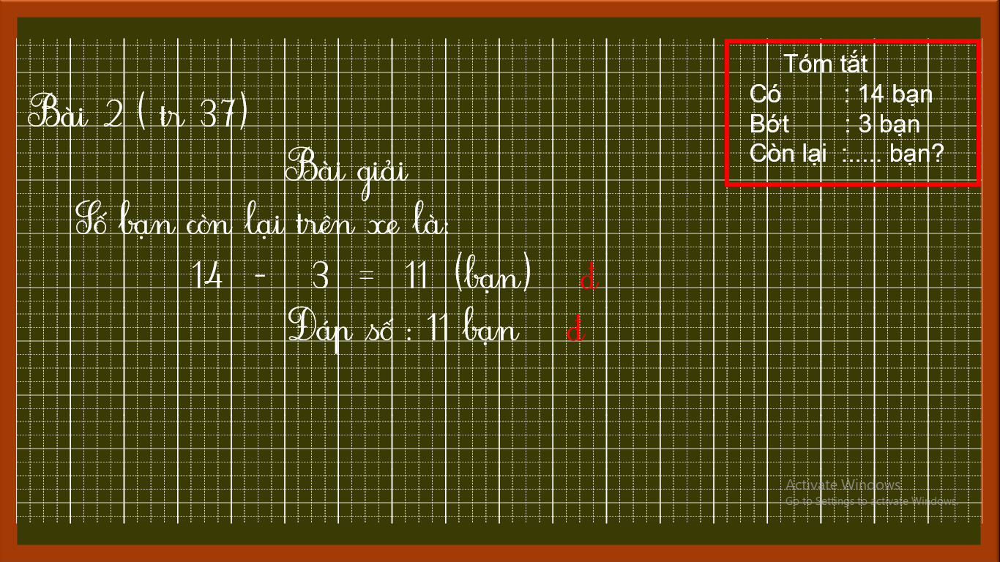 Tóm tắt
Có : 14 bạn
Bớt : 3 bạn
Còn lại :..... bạn?
Bài 2 ( tr 37)
Bài giải
Số bạn còn lại trên xe là:
14 - 3 = 11 (bạn) đ
Đáp số : 11 bạn đ
Activate Windows
Go to Settings to activate Windows.